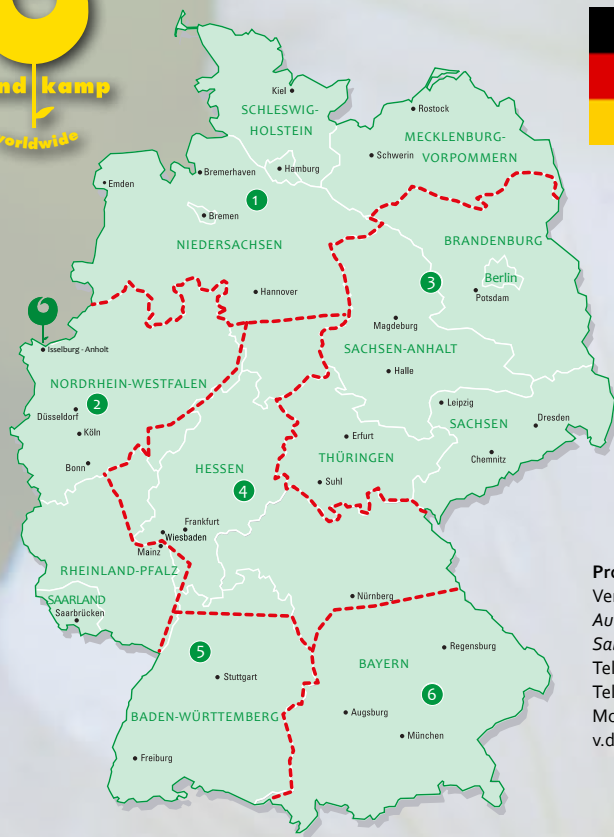 nd kamp
worldwide
Kiel
SCHLESWIG-
HOLSTEIN
Rostock
MECKLENBURG-
VORPOMMERN
Schwerin
Hamburg
Bremerhaven
Emden
1
Bremen
NIEDERSACHSEN
BRANDENBURG
Berlin
3
Potsdam
Hannover
Magdeburg
SACHSEN-ANHALT
Isselburg - Anholt
Halle
NORDRHEIN-WESTFALEN
2
Düsseldorf
Köln
Leipzig
SACHSEN
Dresden
Erfurt
THÜRINGEN
Chemnitz
Bonn
HESSEN
4
Suhl
Frankfurt
Wiesbaden
Mainz
RHEINLAND-PFALZ
SAARLAND
Saarbrücken
Nürnberg
5
Stuttgart
BAYERN
Regensburg
6
BADEN-WÜRTTEMBERG
Augsburg
München
Freiburg
Pro
Ver
Au
Sa
Tel
Tel
Mo
v.d